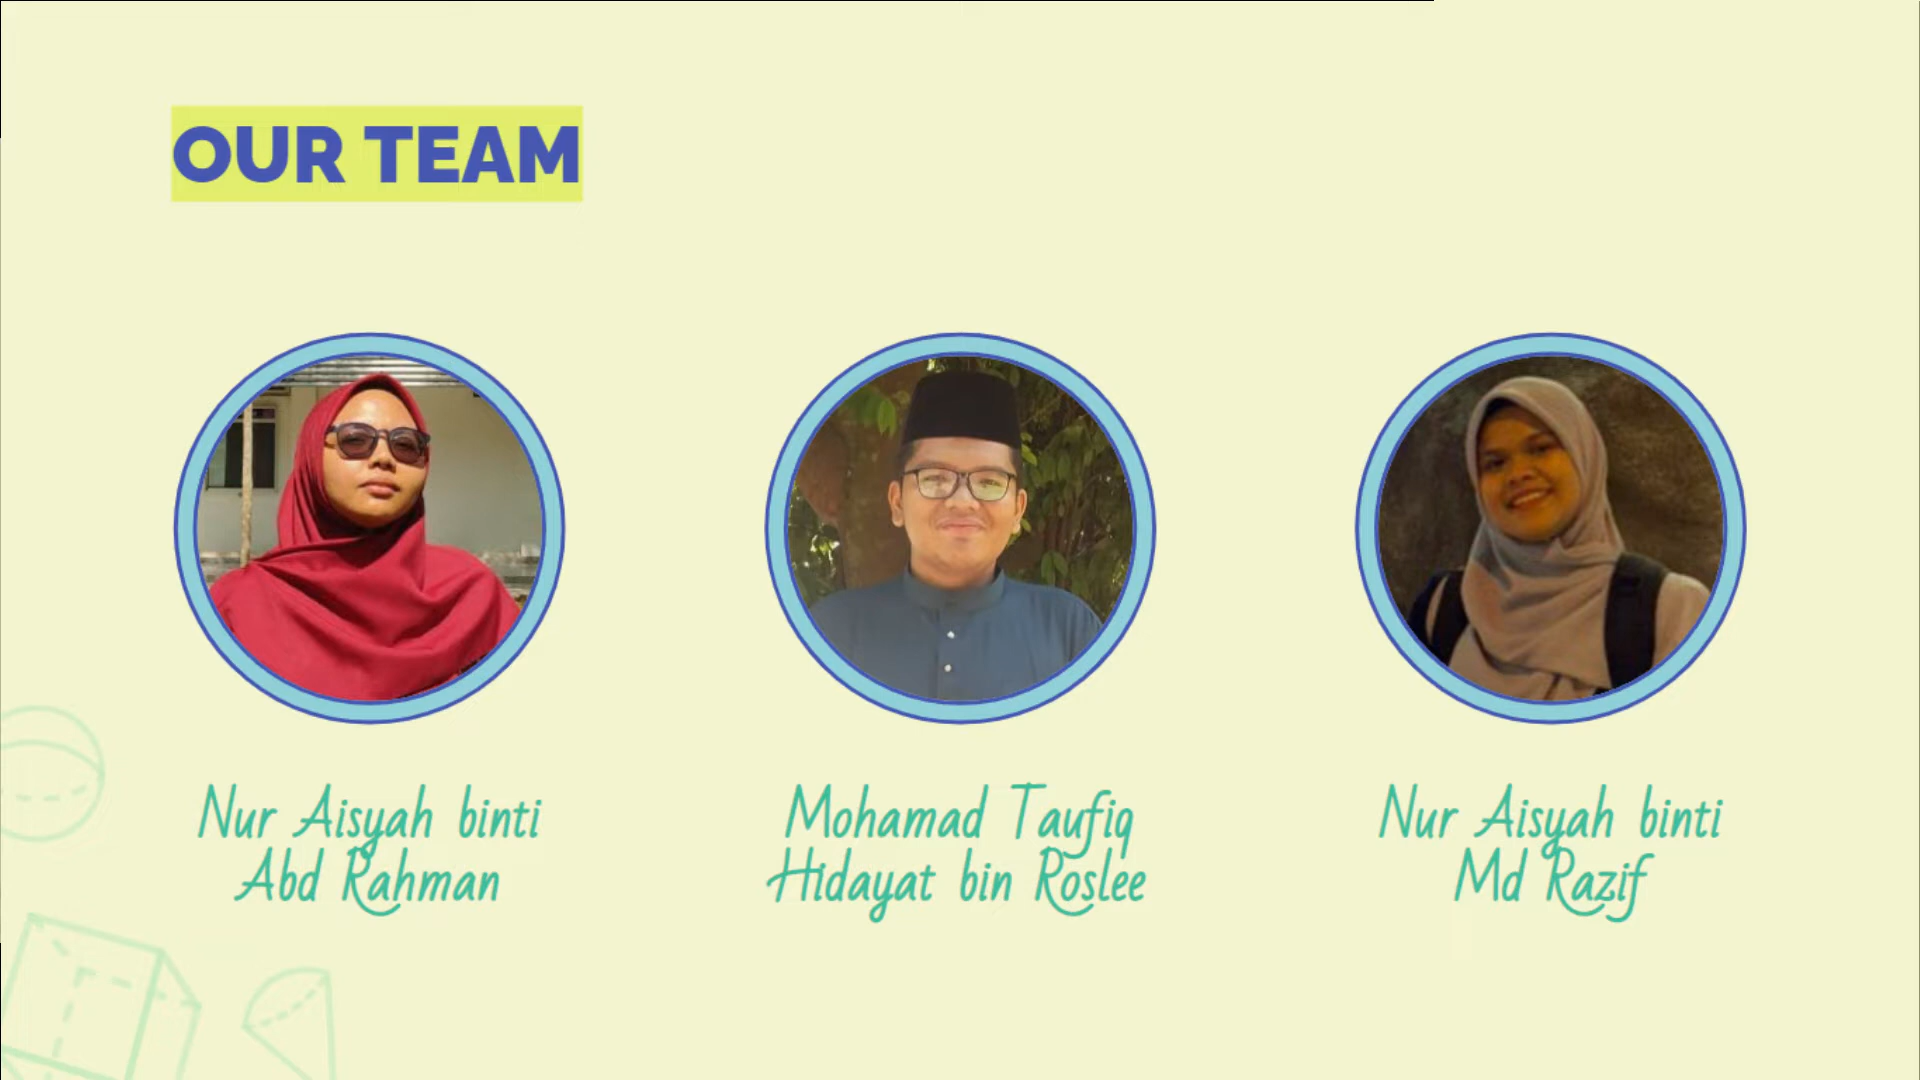 OUR TEAM
Nur Aisyah binti
Abd Rahman
Mohamad Taufiq
Hidayat bin Roslee
Nur Aisyah binti
Md Razif